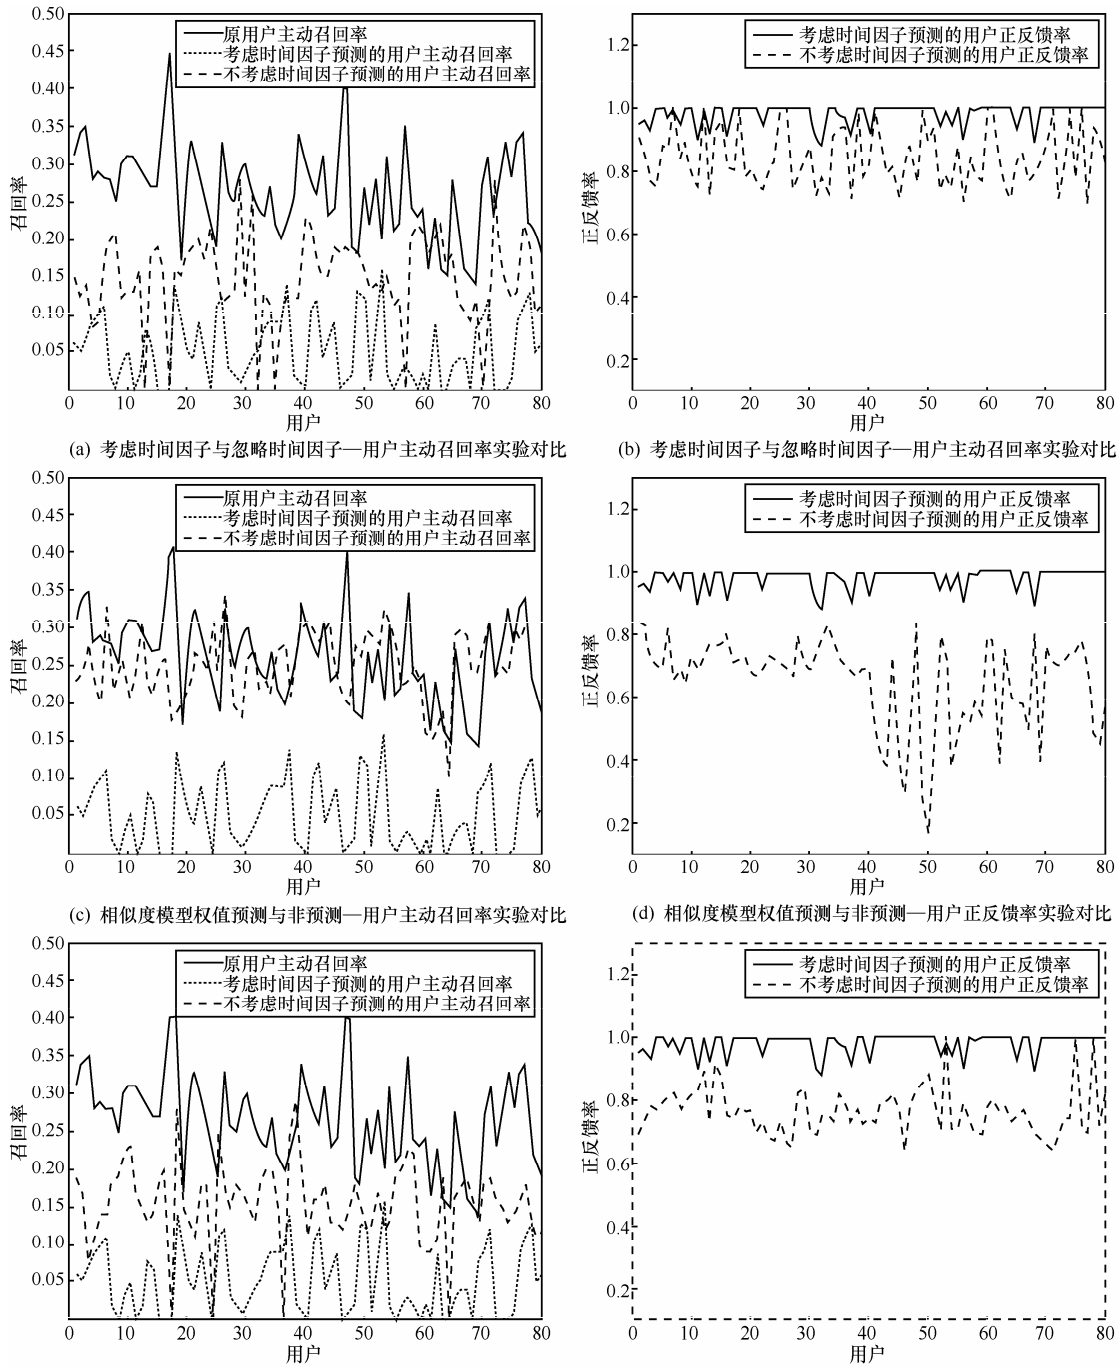 0.50
0.45
0.40
0.35
0.30
0.25
0.20
0.15
0.10
0.05
召回率
原用户主动召回率
考虑时间因子预测的用户主动召回率
不考虑时间因子预测的用户主动召回率
0 10 20 30 40 50 60 70 80
用户
(a) 考虑时间因子与忽略时间因子—用户主动召回率实验对比
1.2
1.0
0.8
0.6
0.4
0.2
正反馈率
考虑时间因子预测的用户正反馈率
不考虑时间因子预测的用户正反馈率
0 10 20 30 40 50 60 70 80
用户
(b) 考虑时间因子与忽略时间因子—用户主动召回率实验对比
0.50
0.45
0.40
0.35
0.30
0.25
0.20
0.15
0.10
0.05
召回率
原用户主动召回率
考虑时间因子预测的用户主动召回率
不考虑时间因子预测的用户主动召回率
0 10 20 30 40 50 60 70 80
用户
(c) 相似度模型权值预测与非预测—用户主动召回率实验对比
1.2
1.0
0.8
0.6
0.4
0.2
正反馈率
考虑时间因子预测的用户正反馈率
不考虑时间因子预测的用户正反馈率
0 10 20 30 40 50 60 70 80
用户
(d) 相似度模型权值预测与非预测—用户正反馈率实验对比
0.50
0.45
0.40
0.35
0.30
0.25
0.20
0.15
0.10
0.05
召回率
原用户主动召回率
考虑时间因子预测的用户主动召回率
不考虑时间因子预测的用户主动召回率
0 10 20 30 40 50 60 70 80
用户
1.2
1.0
0.8
0.6
0.4
0.2
正反馈率
考虑时间因子预测的用户正反馈率
不考虑时间因子预测的用户正反馈率
0 10 20 30 40 50 60 70 80
用户